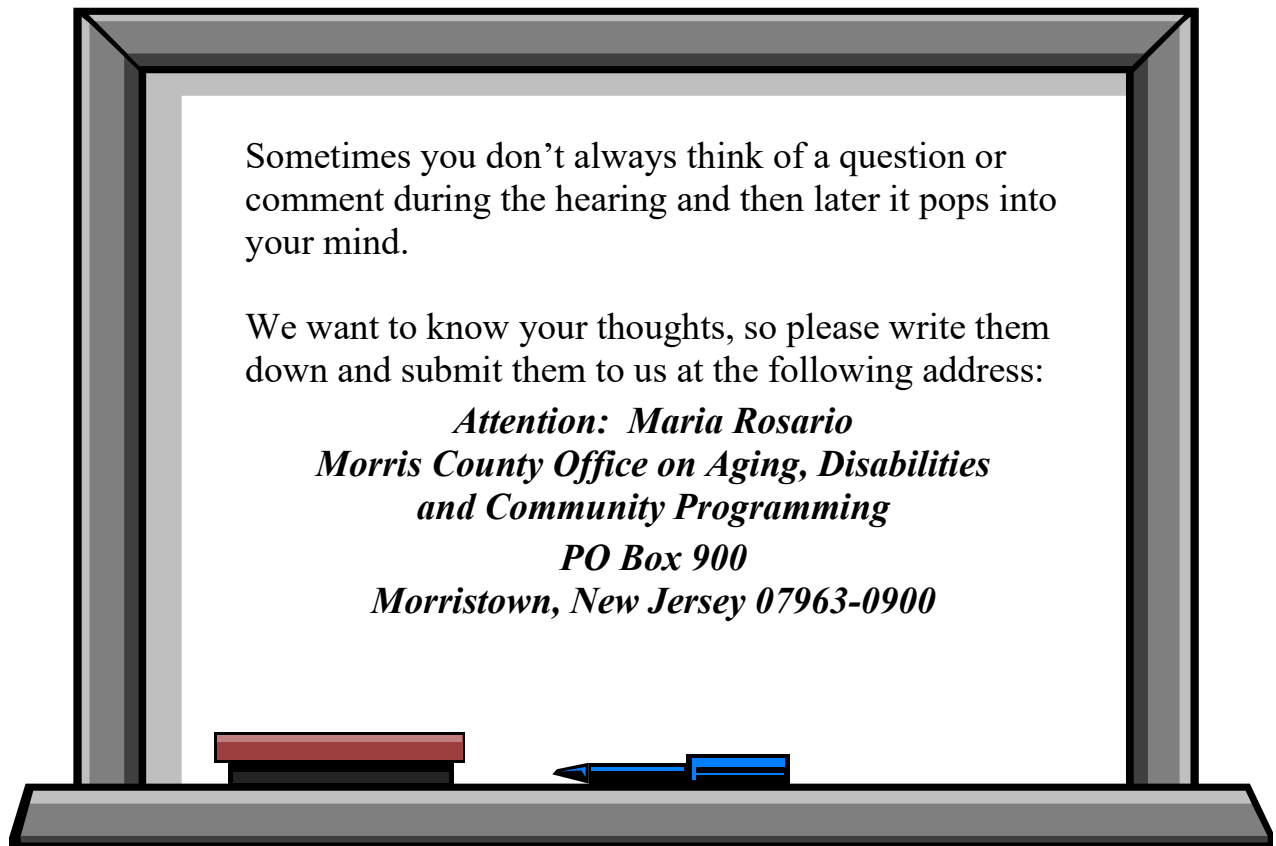 Sometimes you don’t always think of a question or
comment during the hearing and then later it pops into
your mind.
We want to know your thoughts, so please write them
down and submit them to us at the following address:
Attention:  Maria Rosario
Morris County Office on Aging, Disabilities
and Community Programming
PO Box 900
Morristown, New Jersey 07963-0900